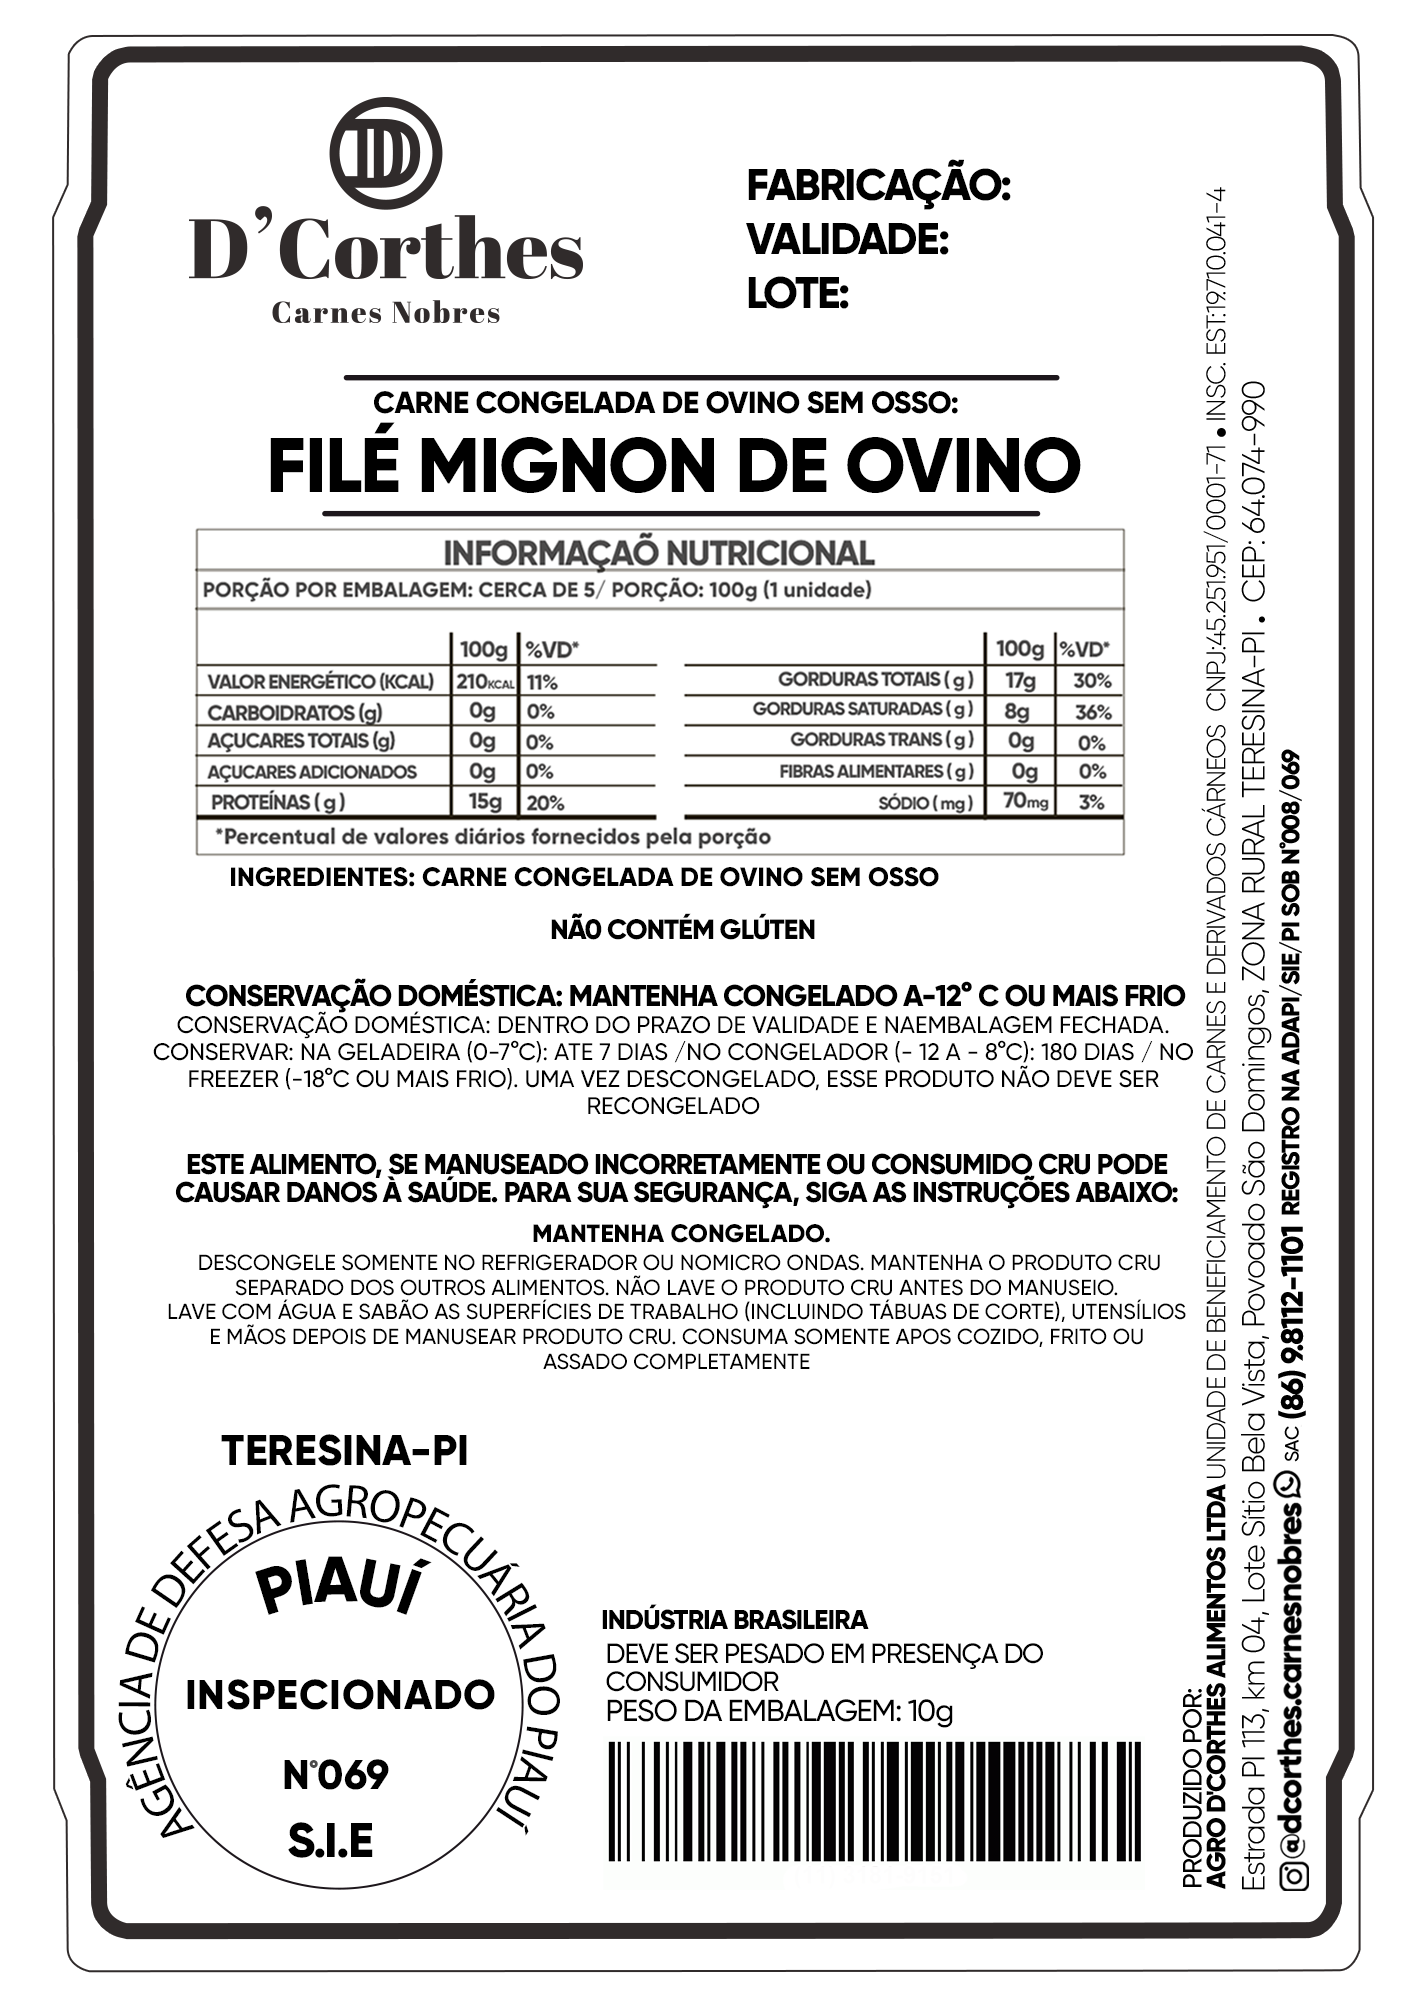 D
D'Corthes
Carnes Nobres
FABRICAÇÃO:
VALIDADE:
LOTE:
CARNE CONGELADA DE OVINO SEM OSSO:
FILÉ MIGNON DE OVINO
INFORMAÇAÕ NUTRICIONAL
PORÇÃO POR EMBALAGEM: CERCA DE 5/ PORÇÃO: 100g (1 unidade)
100g %VD*
VALOR ENERGÉTICO (KCAL) 210KCAL 11%
CARBOIDRATOS (g) 0g 0%
AÇUCARES TOTAIS (g) 0g 0%
AÇUCARES ADICIONADOS 0g 0%
PROTEÍNAS ( g ) 15g 20%
100g %VD*
GORDURAS TOTAIS ( g ) 17g 30%
GORDURAS SATURADAS ( g ) 8g 36%
GORDURAS TRANS ( g ) 0g 0%
FIBRAS ALIMENTARES ( g ) 0g 0%
SÓDIO ( mg ) 70mg 3%
*Percentual de valores diários fornecidos pela porção
INGREDIENTES: CARNE CONGELADA DE OVINO SEM OSSO
NÃ0 CONTÉM GLÚTEN
CONSERVAÇÃO DOMÉSTICA: MANTENHA CONGELADO A-12° C OU MAIS FRIO
CONSERVAÇÃO DOMÉSTICA: DENTRO DO PRAZO DE VALIDADE E NAEMBALAGEM FECHADA.
CONSERVAR: NA GELADEIRA (0-7°C): ATE 7 DIAS /NO CONGELADOR (- 12 A - 8°C): 180 DIAS / NO
FREEZER (-18°C OU MAIS FRIO). UMA VEZ DESCONGELADO, ESSE PRODUTO NÃO DEVE SER
RECONGELADO
ESTE ALIMENTO, SE MANUSEADO INCORRETAMENTE OU CONSUMIDO CRU PODE
CAUSAR DANOS À SAÚDE. PARA SUA SEGURANÇA, SIGA AS INSTRUÇÕES ABAIXO:
MANTENHA CONGELADO.
DESCONGELE SOMENTE NO REFRIGERADOR OU NOMICRO ONDAS. MANTENHA O PRODUTO CRU
SEPARADO DOS OUTROS ALIMENTOS. NÃO LAVE O PRODUTO CRU ANTES DO MANUSEIO.
LAVE COM ÁGUA E SABÃO AS SUPERFÍCIES DE TRABALHO (INCLUINDO TÁBUAS DE CORTE), UTENSÍLIOS
E MÃOS DEPOIS DE MANUSEAR PRODUTO CRU. CONSUMA SOMENTE APOS COZIDO, FRITO OU
ASSADO COMPLETAMENTE
TERESINA-PI
AGÊNCIA DE DEFESA AGROPECUÁRIA DO PIAUÍ
PIAUÍ
INSPECIONADO
N°069
S.I.E
INDÚSTRIA BRASILEIRA
DEVE SER PESADO EM PRESENÇA DO
CONSUMIDOR
PESO DA EMBALAGEM: 10g
PRODUZIDO POR:
AGRO D'CORTHES ALIMENTOS LTDA UNIDADE DE BENEFICIAMENTO DE CARNES E DERIVADOS CÁRNEOS CNPJ:45.251.951/0001-71 • INSC. EST:19.710.041-4
Estrada PI 113, km 04, Lote Sítio Bela Vista, Povoado São Domingos, ZONA RURAL TERESINA-PI • CEP: 64.074-990
@dcorthes.carnesnobres SAC (86) 9.8112-1101 REGISTRO NA ADAPI/SIE/PI SOB N°008/069